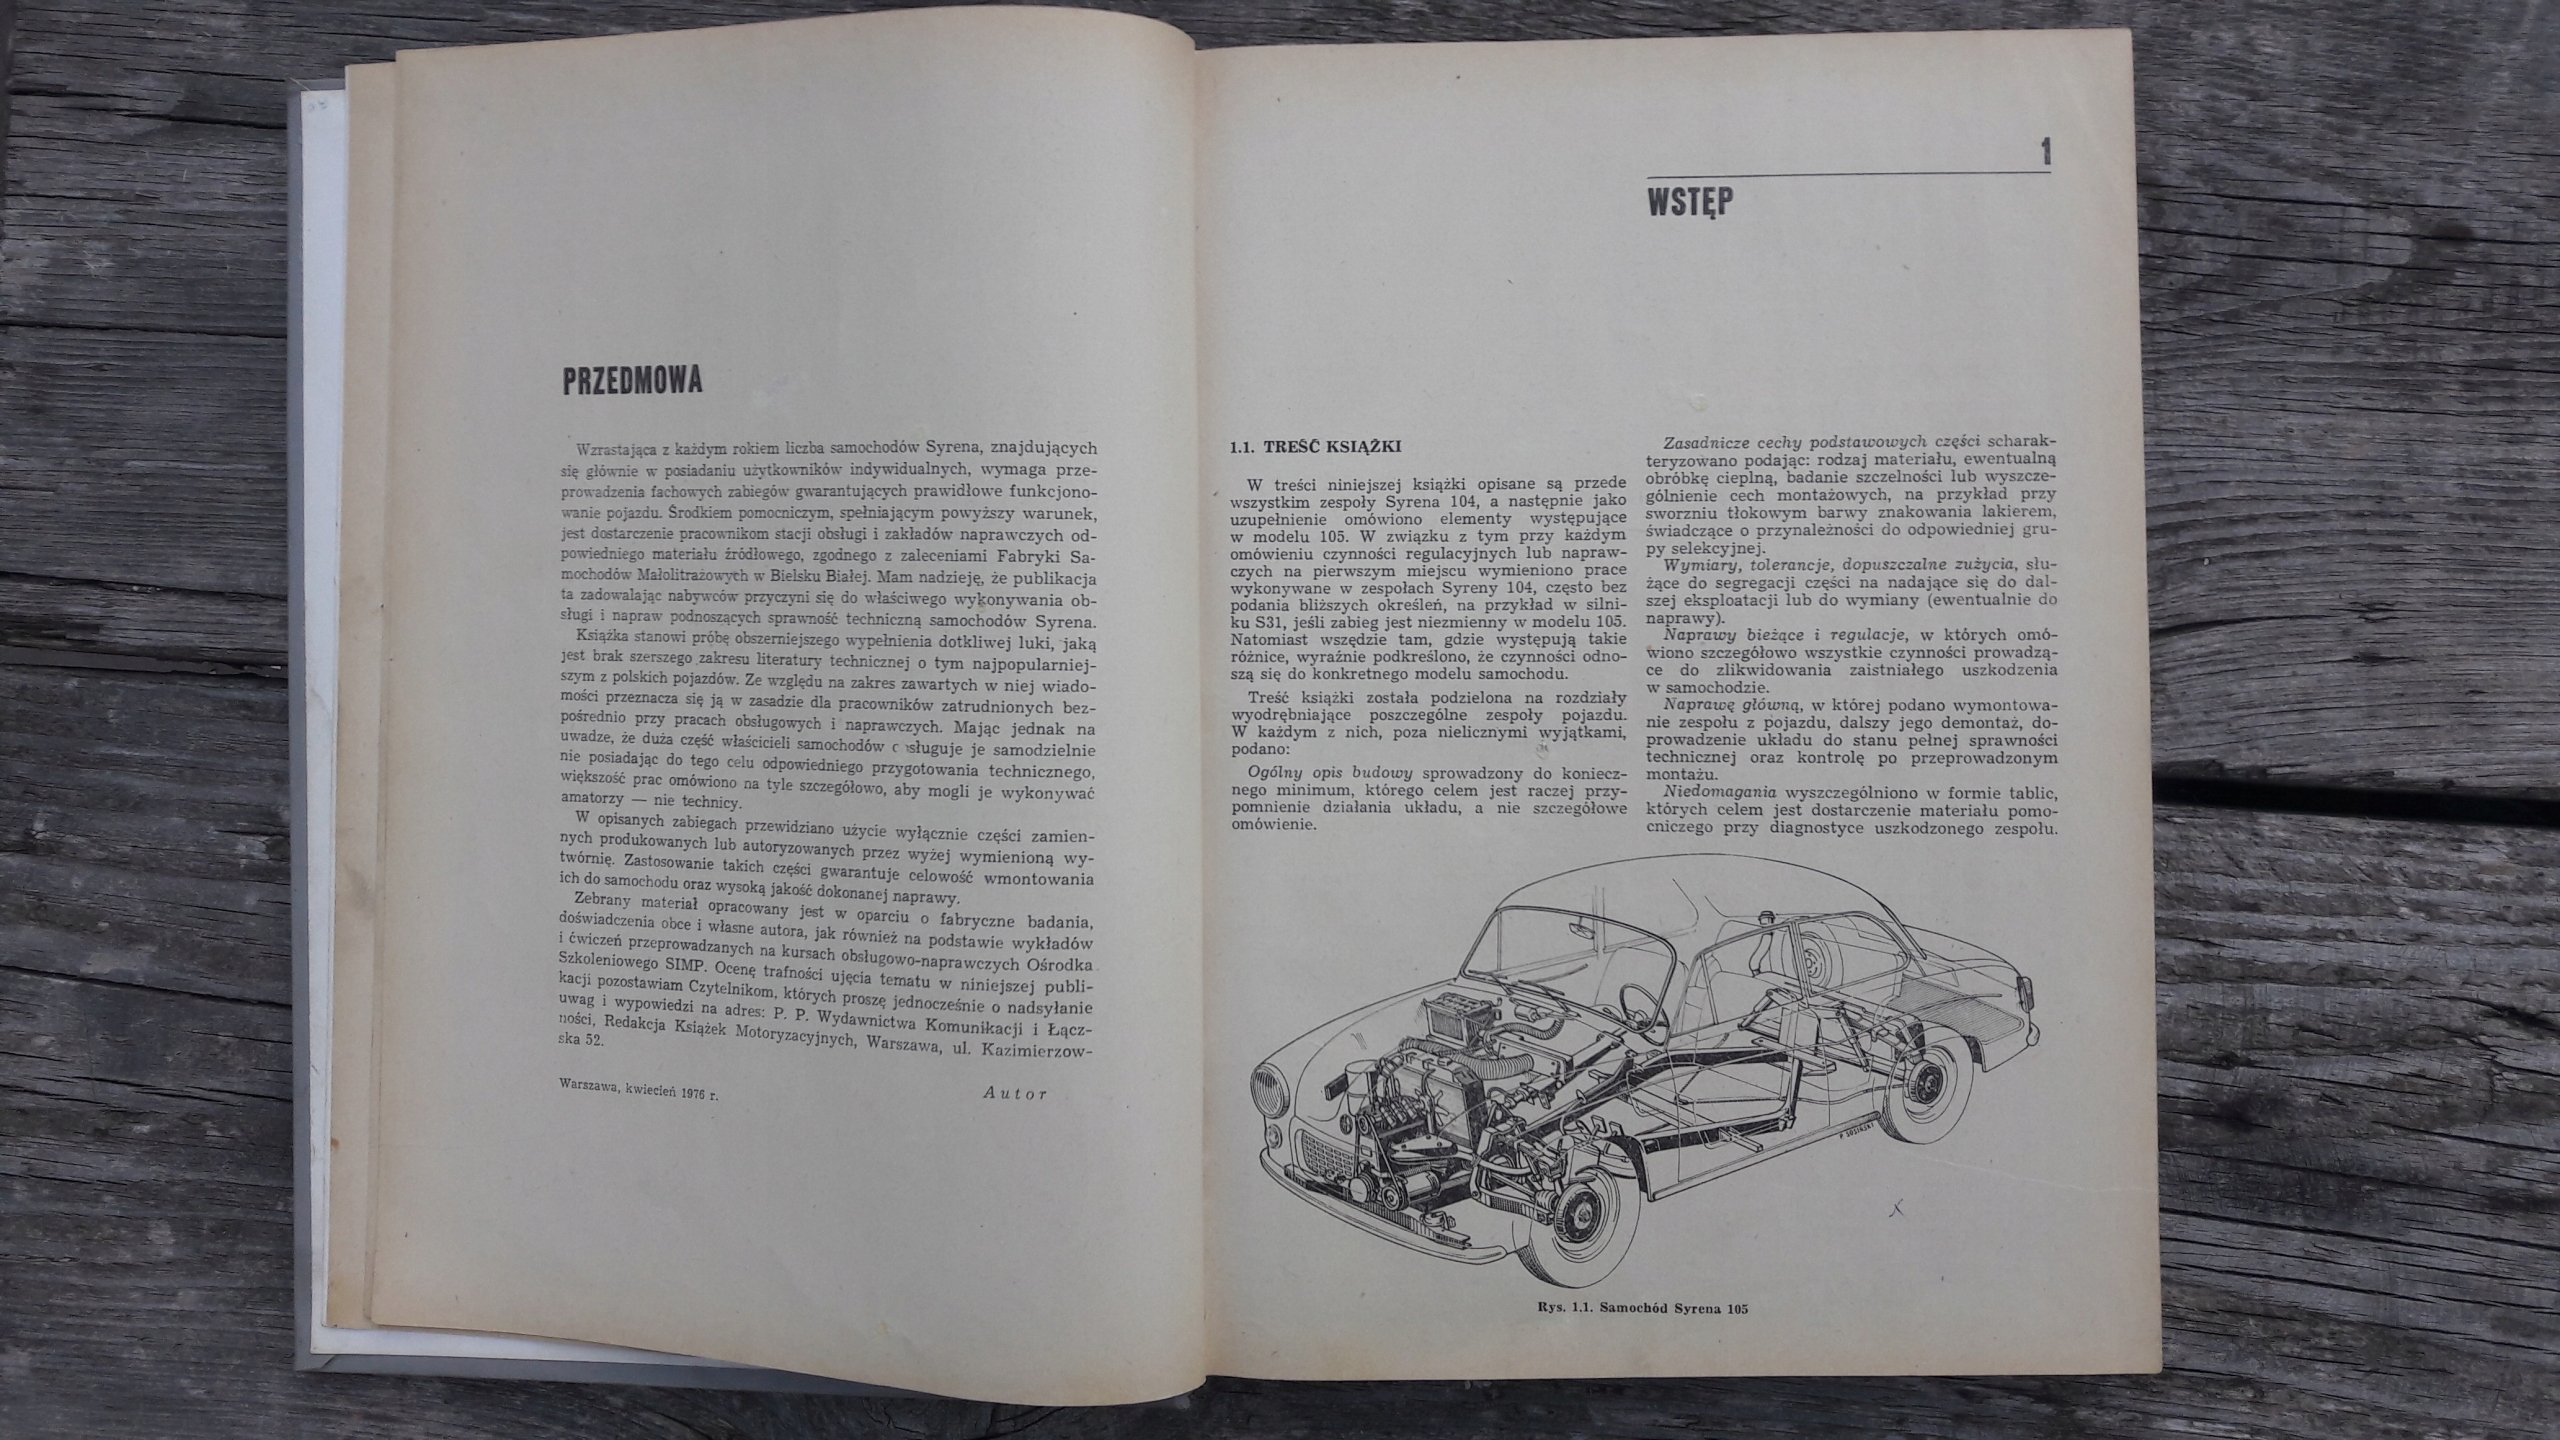 PRZEDMOWA
Wzrastająca z każdym rokiem liczba samochodów Syrena, znajdujących
się głównie w posiadaniu użytkowników indywidualnych, wymaga prze-
prowadzenia fachowych zabiegów gwarantujących prawidłowe funkcjono-
wanie pojazdu. Środkiem pomocniczym, spełniającym powyższy warunek,
jest dostarczenie pracownikom stacji obsługi i zakładów naprawczych od-
powiedniego materiału źródłowego, zgodnego z zaleceniami Fabryki Sa-
mochodów Małolitrażowych w Bielsku Białej. Mam nadzieję, że publikacja
ta zadowalając nabywców przyczyni się do właściwego wykonywania ob-
sługi i napraw podnoszących sprawność techniczną samochodów Syrena.
Książka stanowi próbę obszerniejszego wypełnienia dotkliwej luki, jaką
jest brak szerszego zakresu literatury technicznej o tym najpopularniej-
szym z polskich pojazdów. Ze względu na zakres zawartych w niej wiado-
mości przeznacza się ją w zasadzie dla pracowników zatrudnionych bez-
pośrednio przy pracach obsługowych i naprawczych. Mając jednak na
uwadze, że duża część właścicieli samochodów sługuje je samodzielnie
nie posiadając do tego celu odpowiedniego przygotowania technicznego,
większość prac omówiono na tyle szczegółowo, aby mogli je wykonywać
amatorzy — nie technicy.
W opisanych zabiegach przewidziano użycie wyłącznie części zamien-
nych produkowanych lub autoryzowanych przez wyżej wymienioną wy-
twórnię. Zastosowanie takich części gwarantuje celowość wmontowania
ich do samochodu oraz wysoką jakość dokonanej naprawy.
Zebrany materiał opracowany jest w oparciu o fabryczne badania,
doświadczenia obce i własne autora, jak również na podstawie wykładów
i ćwiczeń przeprowadzanych na kursach obsługowo-naprawczych Ośrodka
Szkoleniowego SIMP. Ocenę trafności ujęcia tematu w niniejszej publi-
kacji pozostawiam Czytelnikom, których proszę jednocześnie o nadsyłanie
uwag i wypowiedzi na adres: P. P. Wydawnictwa Komunikacji i Łącz-
ności, Redakcja Książek Motoryzacyjnych, Warszawa, ul. Kazimierzow-
ska 52.
Warszawa, kwiecień 1976 r.
Autor
1
WSTĘP
1.1. TREŚĆ KSIĄŻKI
W treści niniejszej książki opisane są przede
wszystkim zespoły Syrena 104, a następnie jako
uzupełnienie omówiono elementy występujące
w modelu 105. W związku z tym przy każdym
omówieniu czynności regulacyjnych lub napraw-
czych na pierwszym miejscu wymieniono prace
wykonywane w zespołach Syreny 104, często bez
podania bliższych określeń, na przykład w silni-
ku S31, jeśli zabieg jest niezmienny w modelu 105.
Natomiast wszędzie tam, gdzie występują takie
różnice, wyraźnie podkreślono, że czynności odno-
szą się do konkretnego modelu samochodu.
Treść książki została podzielona na rozdziały
wyodrębniające poszczególne zespoły pojazdu.
W każdym z nich, poza nielicznymi wyjątkami,
podano:
Ogólny opis budowy sprowadzony do koniecz-
nego minimum, którego celem jest raczej przy-
pomnienie działania układu, a nie szczegółowe
omówienie.
Zasadnicze cechy podstawowych części scharak-
teryzowano podając: rodzaj materiału, ewentualną
obróbkę cieplną, badanie szczelności lub wyszcze-
gólnienie cech montażowych, na przykład przy
sworzniu tłokowym barwy znakowania lakierem,
świadczące o przynależności do odpowiedniej gru-
py selekcyjnej.
Wymiary, tolerancje, dopuszczalne zużycia, słu-
żące do segregacji części na nadające się do dal-
szej eksploatacji lub do wymiany (ewentualnie do
naprawy).
Naprawy bieżące i regulacje, w których omó-
wiono szczegółowo wszystkie czynności prowadzą-
ce do zlikwidowania zaistniałego uszkodzenia
w samochodzie.
Naprawę główną, w której podano wymontowa-
nie zespołu z pojazdu, dalszy jego demontaż, do-
prowadzenie układu do stanu pełnej sprawności
technicznej oraz kontrolę po przeprowadzonym
montażu.
Niedomagania wyszczególniono w formie tablic,
których celem jest dostarczenie materiału pomo-
cniczego przy diagnostyce uszkodzonego zespołu.
P. SOSIŃSKI
Rys. 1.1. Samochód Syrena 105